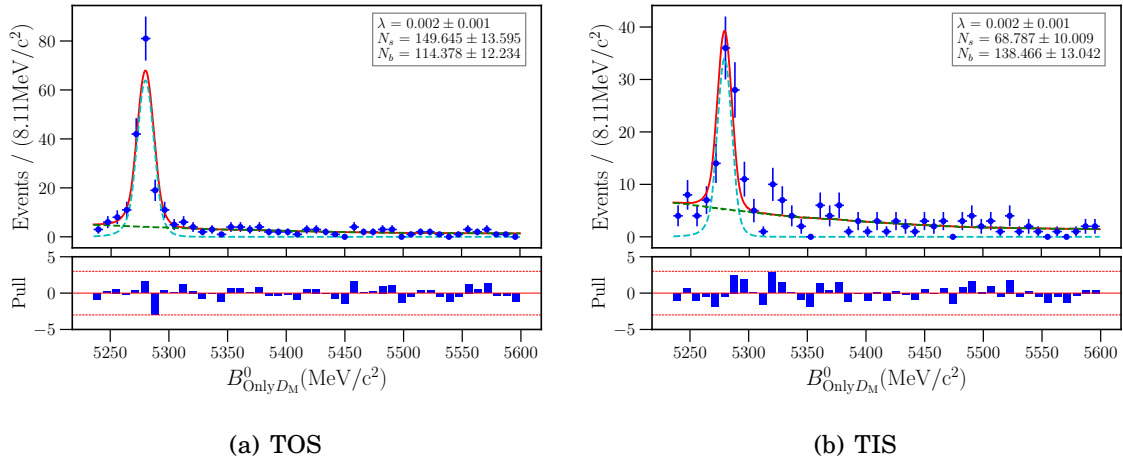 λ = 0.002 ± 0.001
N_s = 149.645 ± 13.595
N_b = 114.378 ± 12.234
Events / (8.11MeV/c²)
80
60
40
20
0
Pull
5
0
−5
5250 5300 5350 5400 5450 5500 5550 5600
B⁰_OnlyD_M (MeV/c²)
(a) TOS
λ = 0.002 ± 0.001
N_s = 68.787 ± 10.009
N_b = 138.466 ± 13.042
Events / (8.11MeV/c²)
40
30
20
10
0
Pull
5
0
−5
5250 5300 5350 5400 5450 5500 5550 5600
B⁰_OnlyD_M (MeV/c²)
(b) TIS